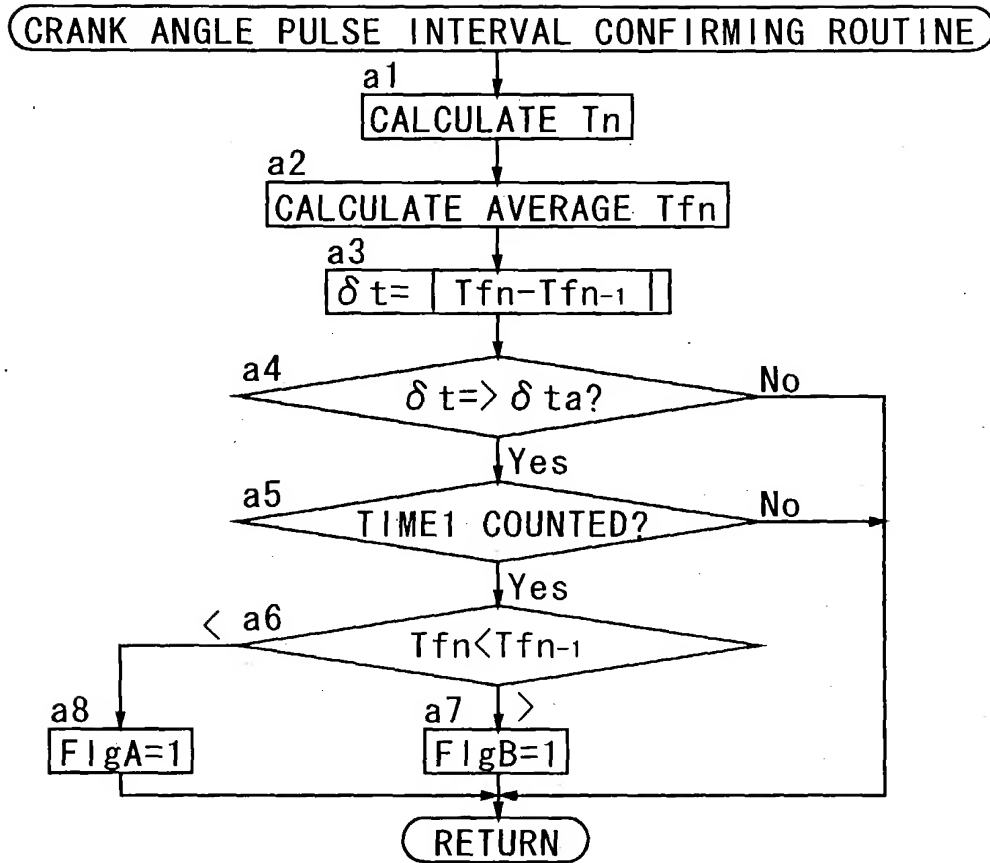 CRANK ANGLE PULSE INTERVAL CONFIRMING ROUTINE
a1
CALCULATE Tn
a2
CALCULATE AVERAGE Tfn
a3
δt=|Tfn-Tfn-1|
a4
δt=>δta?
No
Yes
a5
TIME1 COUNTED?
No
Yes
< a6
Tfn<Tfn-1
a8
FlgA=1
a7 >
FlgB=1
RETURN